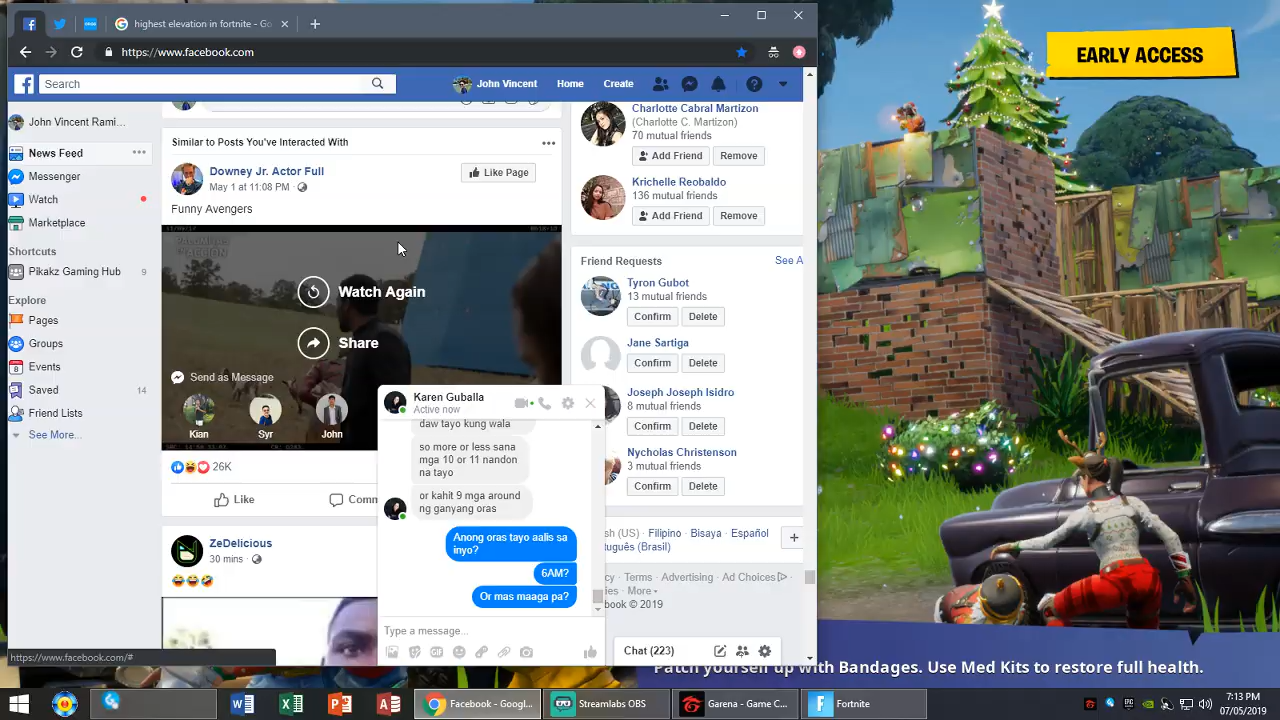 highest elevation in fortnite - Go
https://www.facebook.com
Search
John Vincent
Home
Create
John Vincent Rami...
News Feed
Messenger
Watch
Marketplace
Shortcuts
Pikakz Gaming Hub
9
Explore
Pages
Groups
Events
Saved
14
Friend Lists
See More...
Similar to Posts You've Interacted With
Downey Jr. Actor Full
May 1 at 11:08 PM
Like Page
Funny Avengers
Watch Again
Share
Send as Message
Kian
Syr
John
26K
Like
Comm
ZeDelicious
30 mins
Charlotte Cabral Martizon
(Charlotte C. Martizon)
70 mutual friends
Add Friend
Remove
Krichelle Reobaldo
136 mutual friends
Add Friend
Remove
Friend Requests
See A
Tyron Gubot
13 mutual friends
Confirm
Delete
Jane Sartiga
Confirm
Delete
Joseph Joseph Isidro
8 mutual friends
Confirm
Delete
Nycholas Christenson
3 mutual friends
Confirm
Delete
sh (US) · Filipino · Bisaya · Español
tuguês (Brasil)
cy · Terms · Advertising · Ad Choices
ies · More
book © 2019
Karen Guballa
Active now
daw tayo kung wala
so more or less sana
mga 10 or 11 nandon
na tayo
or kahit 9 mga around
ng ganyang oras
Anong oras tayo aalis sa
inyo?
6AM?
Or mas maaga pa?
Type a message...
GIF
Chat (223)
https://www.facebook.com/#
EARLY ACCESS
Patch yourself up with Bandages. Use Med Kits to restore full health.
Facebook - Googl...
Streamlabs OBS
Garena - Game C...
Fortnite
7:13 PM
07/05/2019